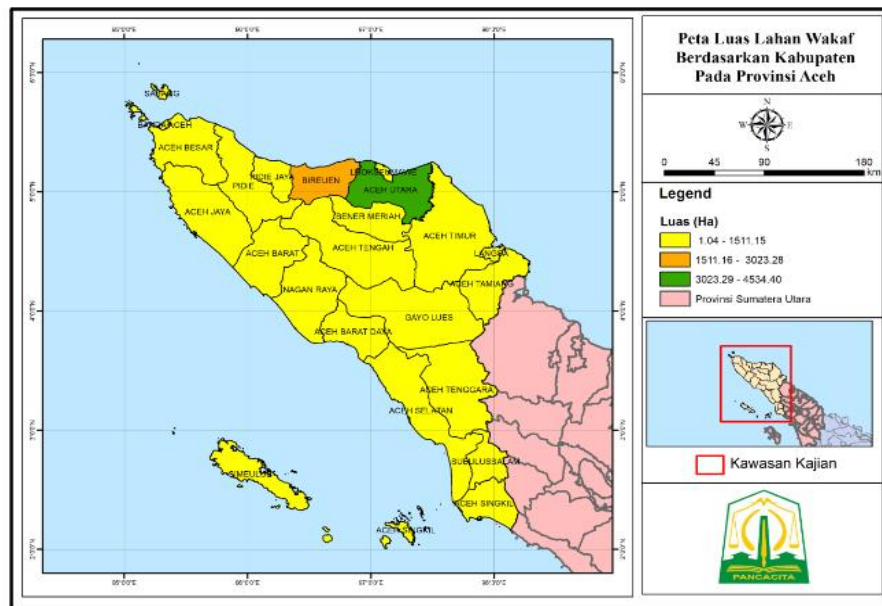 Peta Luas Lahan Wakaf
Berdasarkan Kabupaten
Pada Provinsi Aceh
N
W
E
S
0 45 90 180
km
Legend
Luas (Ha)
1.04 - 1511.15
1511.16 - 3023.28
3023.29 - 4534.40
Provinsi Sumatera Utara
Kawasan Kajian
PANCACITA
SABANG
BANDA ACEH
ACEH BESAR
PIDIE
PIDIE JAYA
BIREUEN
LHOKSEUMAWE
ACEH UTARA
ACEH JAYA
BENER MERIAH
ACEH TENGAH
ACEH TIMUR
LANGSA
ACEH BARAT
NAGAN RAYA
ACEH TAMIANG
GAYO LUES
ACEH BARAT DAYA
ACEH TENGGARA
ACEH SELATAN
SIMEULUE
SUBULUSSALAM
ACEH SINGKIL
ACEH SINGKIL